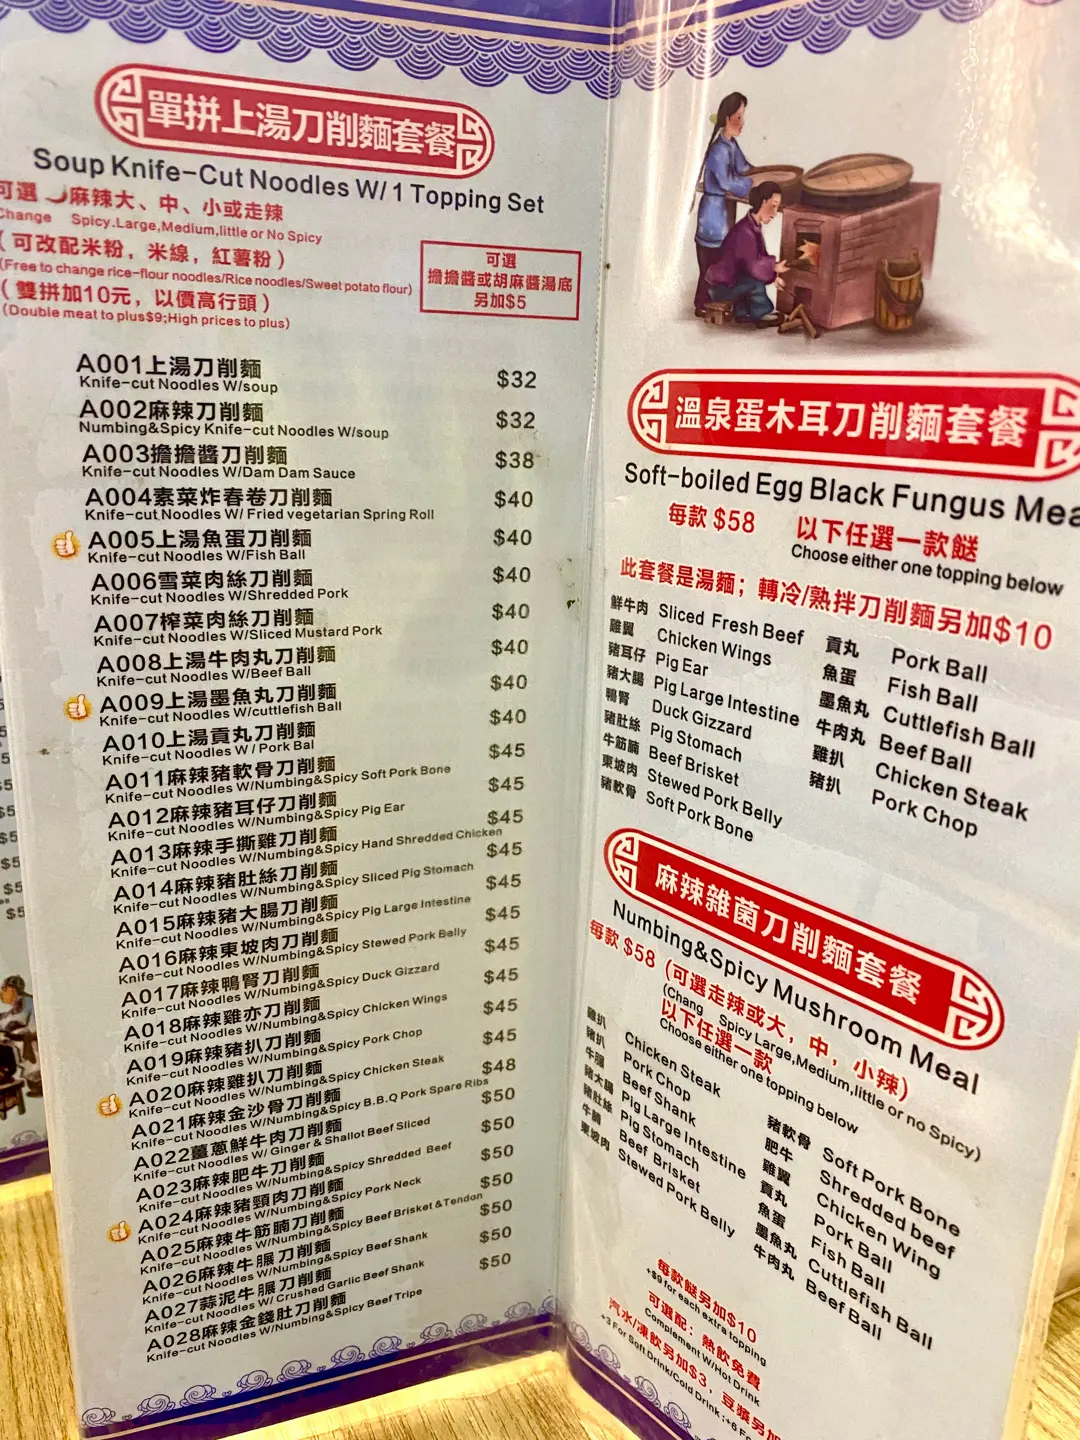 單拼上湯刀削麵套餐
Soup Knife-Cut Noodles W/1 Topping Set
可選 麻辣大、中、小或走辣
Change Spicy.Large,Medium,little or No Spicy
(可改配米粉，米線，紅薯粉)
(Free to change rice-flour noodles/Rice noodles/Sweet potato flour)
(雙拼加10元，以價高行頭)
(Double meat to plus$9;High prices to plus)
可選
擔擔醬或胡麻醬湯底
另加$5
A001上湯刀削麵 $32
Knife-cut Noodles W/soup
A002麻辣刀削麵 $32
Numbing&Spicy Knife-cut Noodles W/soup
A003擔擔醬刀削麵 $38
Knife-cut Noodles W/Dam Dam Sauce
A004素菜炸春卷刀削麵 $40
Knife-cut Noodles W/ Fried vegetarian Spring Roll
A005上湯魚蛋刀削麵 $40
Knife-cut Noodles W/Fish Ball
A006雪菜肉絲刀削麵 $40
Knife-cut Noodles W/Shredded Pork
A007榨菜肉絲刀削麵 $40
Knife-cut Noodles W/Sliced Mustard Pork
A008上湯牛肉丸刀削麵 $40
Knife-cut Noodles W/Beef Ball
A009上湯墨魚丸刀削麵 $40
Knife-cut Noodles W/cuttlefish Ball
A010上湯貢丸刀削麵 $40
Knife-cut Noodles W/ Pork Bal
A011麻辣豬軟骨刀削麵 $45
Knife-cut Noodles W/Numbing&Spicy Soft Pork Bone
A012麻辣豬耳仔刀削麵 $45
Knife-cut Noodles W/Numbing&Spicy Pig Ear
A013麻辣手撕雞刀削麵 $45
Knife-cut Noodles W/Numbing&Spicy Hand Shredded Chicken
A014麻辣豬肚絲刀削麵 $45
Knife-cut Noodles W/Numbing&Spicy Sliced Pig Stomach
A015麻辣豬大腸刀削麵 $45
Knife-cut Noodles W/Numbing&Spicy Pig Large Intestine
A016麻辣東坡肉刀削麵 $45
Knife-cut Noodles W/Numbing&Spicy Stewed Pork Belly
A017麻辣鴨腎刀削麵 $45
Knife-cut Noodles W/Numbing&Spicy Duck Gizzard
A018麻辣雞亦刀削麵 $45
Knife-cut Noodles W/Numbing&Spicy Chicken Wings
A019麻辣豬扒刀削麵 $45
Knife-cut Noodles W/Numbing&Spicy Pork Chop
A020麻辣雞扒刀削麵 $45
Knife-cut Noodles W/Numbing&Spicy Chicken Steak
A021麻辣金沙骨刀削麵 $48
Knife-cut Noodles W/Numbing&Spicy B.B.Q Pork Spare Ribs
A022薑蔥鮮牛肉刀削麵 $50
Knife-cut Noodles W/ Ginger & Shallot Beef Sliced
A023麻辣肥牛刀削麵 $50
Knife-cut Noodles W/Numbing&Spicy Shredded Beef
A024麻辣豬頸肉刀削麵 $50
Knife-cut Noodles W/Numbing&Spicy Pork Neck
A025麻辣牛筋腩刀削麵 $50
Knife-cut Noodles W/Numbing&Spicy Beef Brisket &Tendon
A026麻辣牛𦟌刀削麵 $50
Knife-cut Noodles W/Numbing&Spicy Beef Shank
A027蒜泥牛𦟌刀削麵 $50
Knife-cut Noodles W/ Crushed Garlic Beef Shank
A028麻辣金錢肚刀削麵 $50
Knife-cut Noodles W/Numbing&Spicy Beef Tripe
溫泉蛋木耳刀削麵套餐
Soft-boiled Egg Black Fungus Mea
每款 $58 以下任選一款餸
Choose either one topping below
此套餐是湯麵；轉冷/熱拌刀削麵另加$10
鮮牛肉 Sliced Fresh Beef
雞翼 Chicken Wings
豬耳仔 Pig Ear
豬大腸 Pig Large Intestine
鴨腎 Duck Gizzard
豬肚絲 Pig Stomach
牛筋腩 Beef Brisket
東坡肉 Stewed Pork Belly
豬軟骨 Soft Pork Bone
貢丸 Pork Ball
魚蛋 Fish Ball
墨魚丸 Cuttlefish Ball
牛肉丸 Beef Ball
雞扒 Chicken Steak
豬扒 Pork Chop
麻辣雜菌刀削麵套餐
Numbing&Spicy Mushroom Meal
每款 $58 (可選走辣或大，中，小辣)
(Chang Spicy Large,Medium,little or no Spicy)
以下任選一款
Choose either one topping below
雞扒 Chicken Steak
豬扒 Pork Chop
牛𦟌 Beef Shank
豬大腸 Pig Large Intestine
豬肚絲 Pig Stomach
牛腩 Beef Brisket
東坡肉 Stewed Pork Belly
豬軟骨 Soft Pork Bone
肥牛 Shredded beef
雞翼 Chicken Wing
貢丸 Pork Ball
魚蛋 Fish Ball
墨魚丸 Cuttlefish Ball
牛肉丸 Beef Ball
每款餸另加$10
+$9 for each extra topping
可選配：熱飲免費
Complement W/Hot Drink
汽水/凍飲另加$3，豆漿另加
+3 For Soft Drink/Cold Drink;+6 Fo